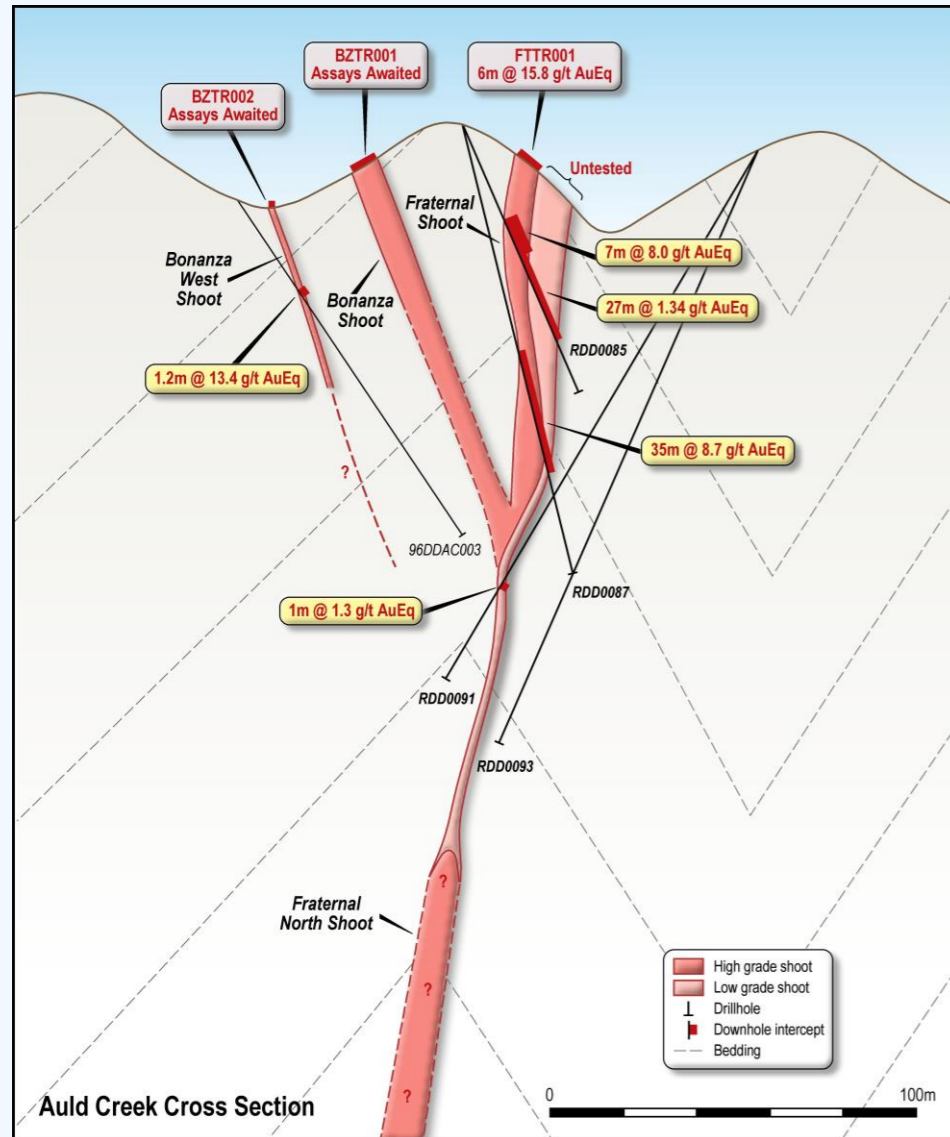 BZTR001
Assays Awaited
FTTR001
6m @ 15.8 g/t AuEq
BZTR002
Assays Awaited
Untested
Fraternal
Shoot
7m @ 8.0 g/t AuEq
Bonanza
West
Shoot
Bonanza
Shoot
27m @ 1.34 g/t AuEq
RDD0085
1.2m @ 13.4 g/t AuEq
35m @ 8.7 g/t AuEq
?
96DDAC003
RDD0087
1m @ 1.3 g/t AuEq
RDD0091
RDD0093
?
Fraternal
North Shoot
?
?
High grade shoot
Low grade shoot
Drillhole
Downhole intercept
Bedding
Auld Creek Cross Section
0
100m